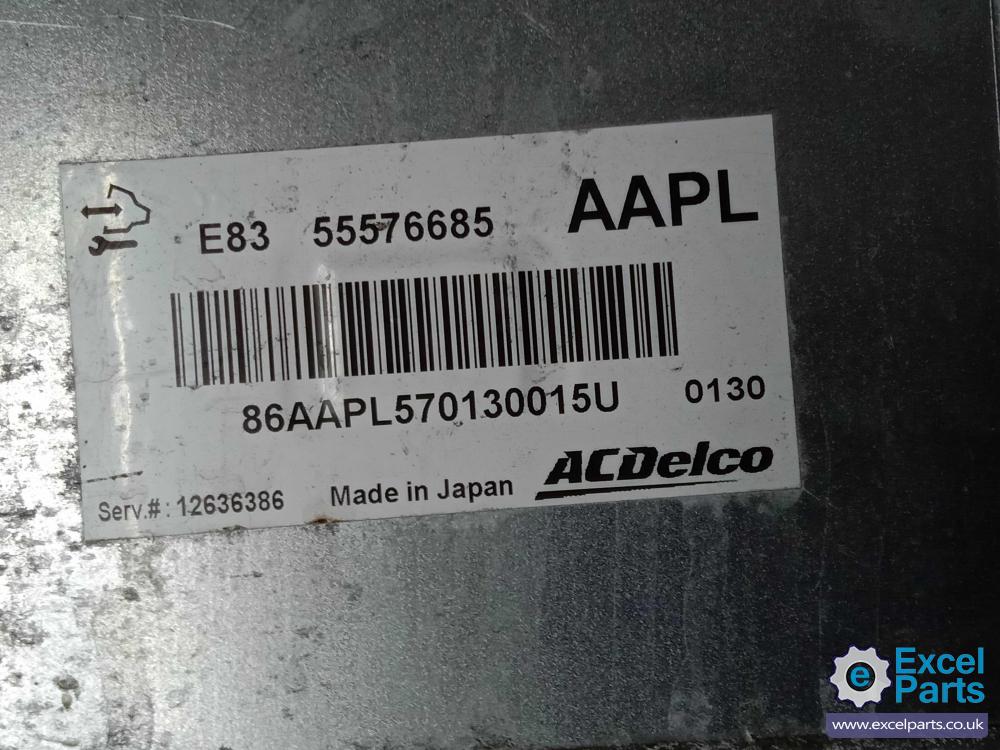 E83 55576685 AAPL
86AAPL570130015U 0130
Serv.#: 12636386 Made in Japan ACDelco
e Excel Parts
www.excelparts.co.uk